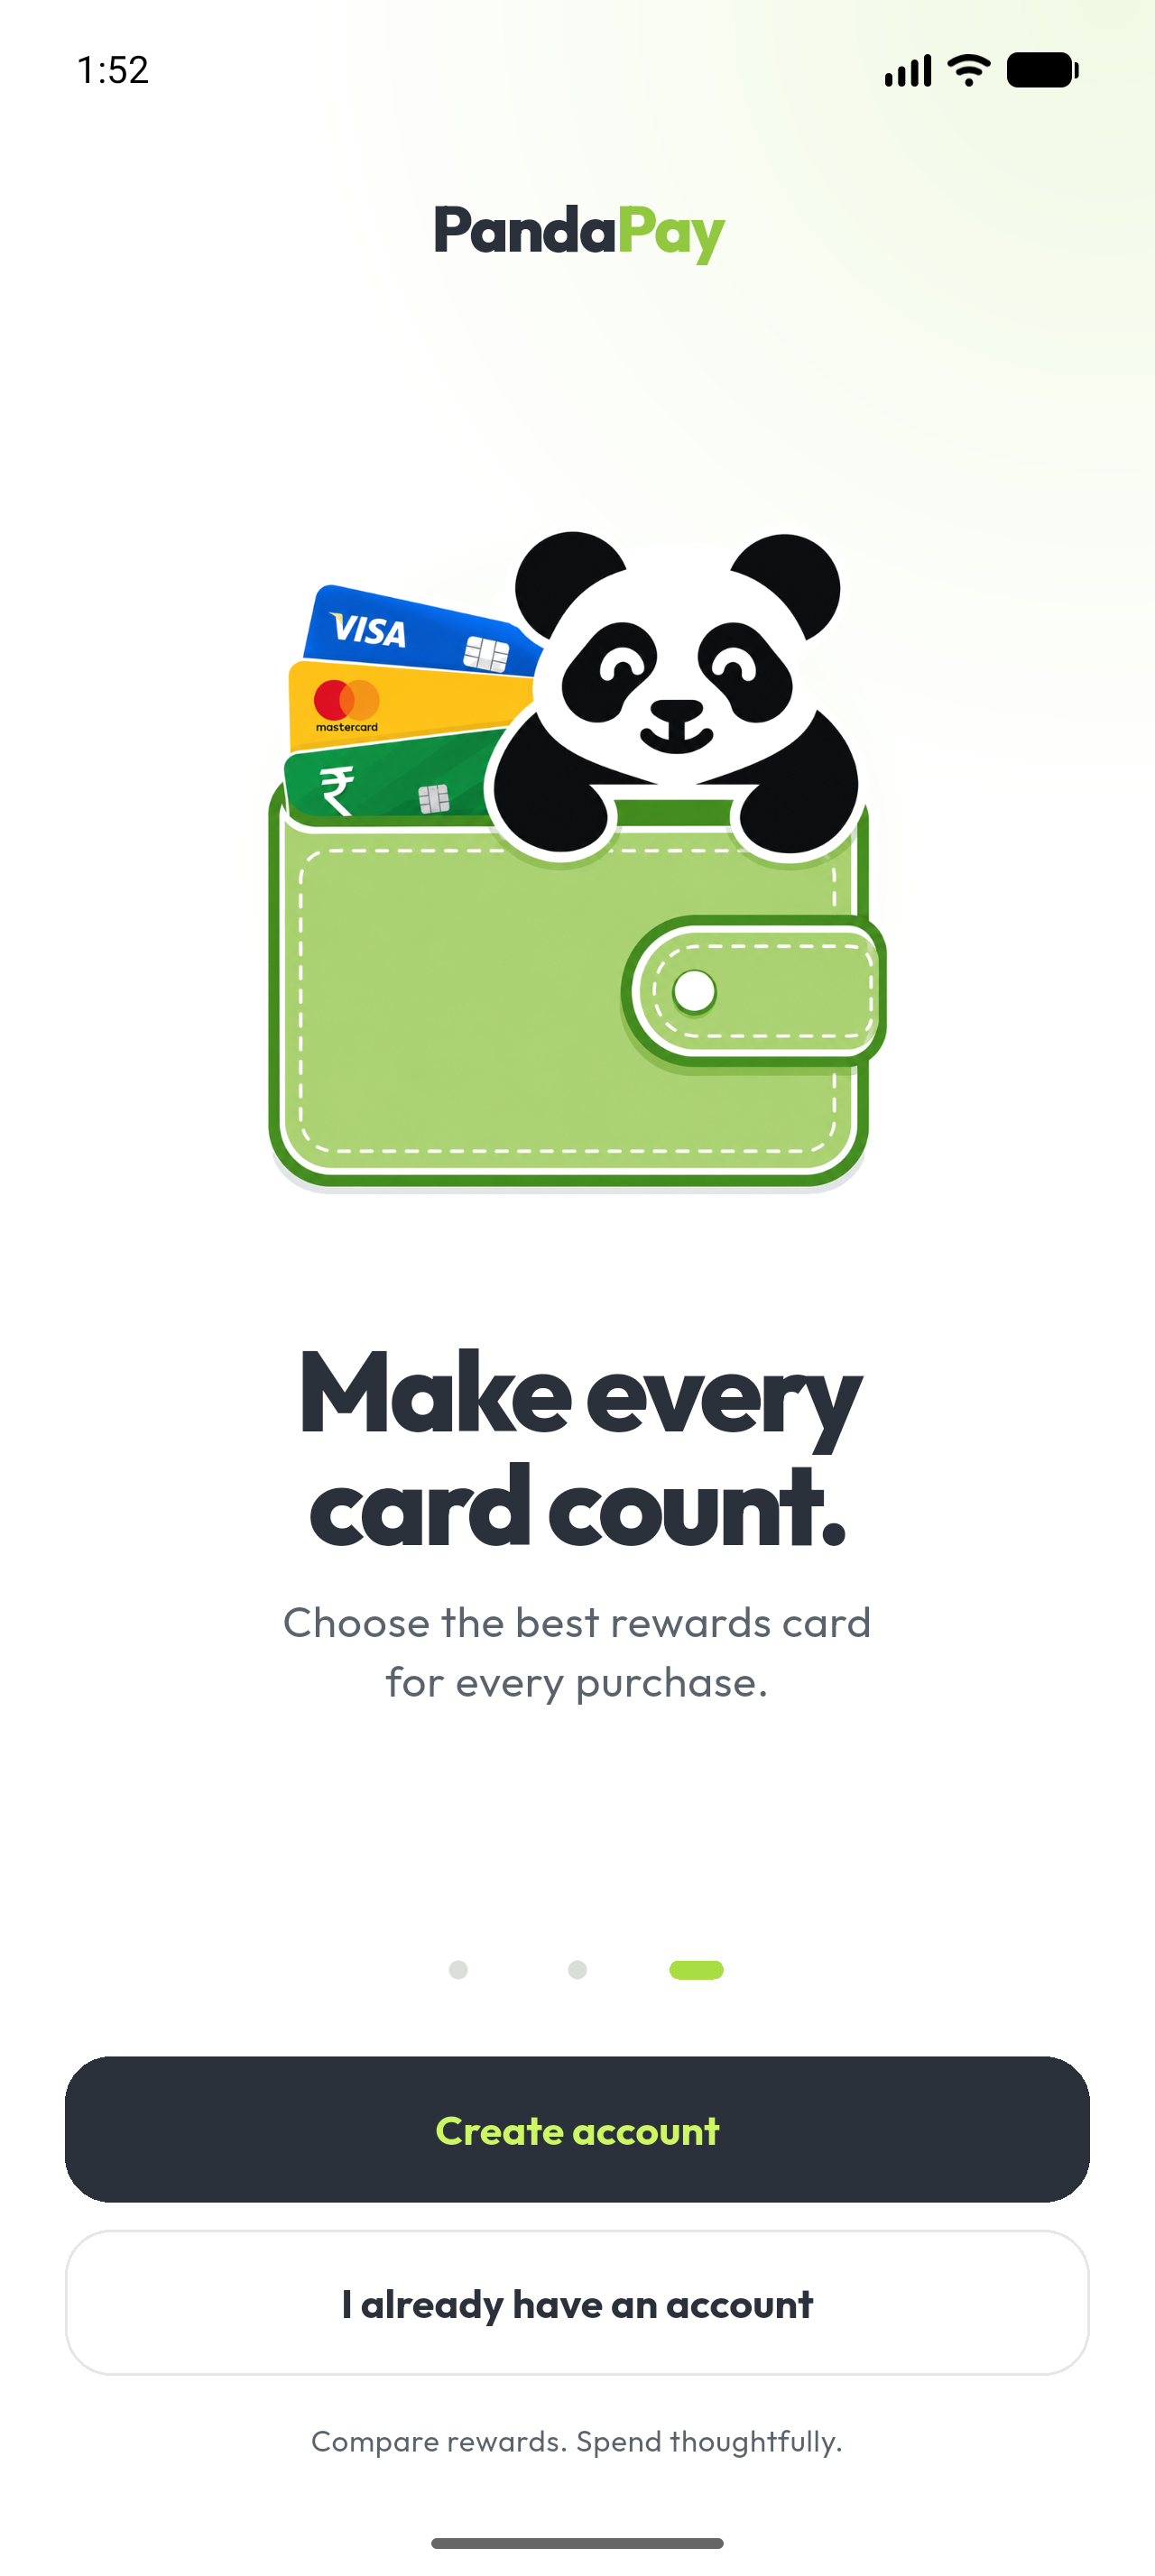 1:52
PandaPay
VISA
mastercard
₹
Make every
card count.
Choose the best rewards card
for every purchase.
Create account
I already have an account
Compare rewards. Spend thoughtfully.